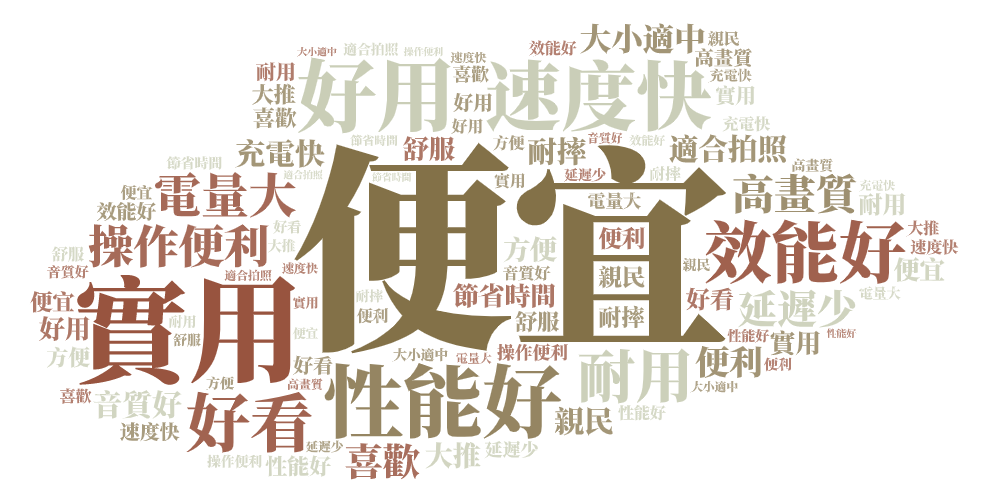 大小適中
適合拍照
操作便利
效能好
大小適中
親民
速度快
高畫質
耐用
好用
速度快
喜歡
充電快
大推
好用
實用
喜歡
好用
充電快
節省時間
舒服
方便
耐摔
音質好
效能好
適合拍照
充電快
節省時間
適合拍照
節省時間
便宜
實用
延遲少
耐摔
高畫質
高畫質
充電快
便宜
電量大
電量大
耐用
效能好
好看
便利
效能好
大推
操作便利
大推
方便
速度快
舒服
音質好
適合拍照
速度快
音質好
親民
親民
便宜
便宜
實用
實用
耐摔
節省時間
好看
延遲少
電量大
好用
耐用
便利
舒服
耐摔
舒服
便宜
性能好
實用
性能好
方便
好看
大小適中
電量大
操作便利
耐用
便利
便利
方便
高畫質
性能好
大小適中
喜歡
音質好
好看
親民
性能好
速度快
延遲少
操作便利
性能好
喜歡
大推
延遲少